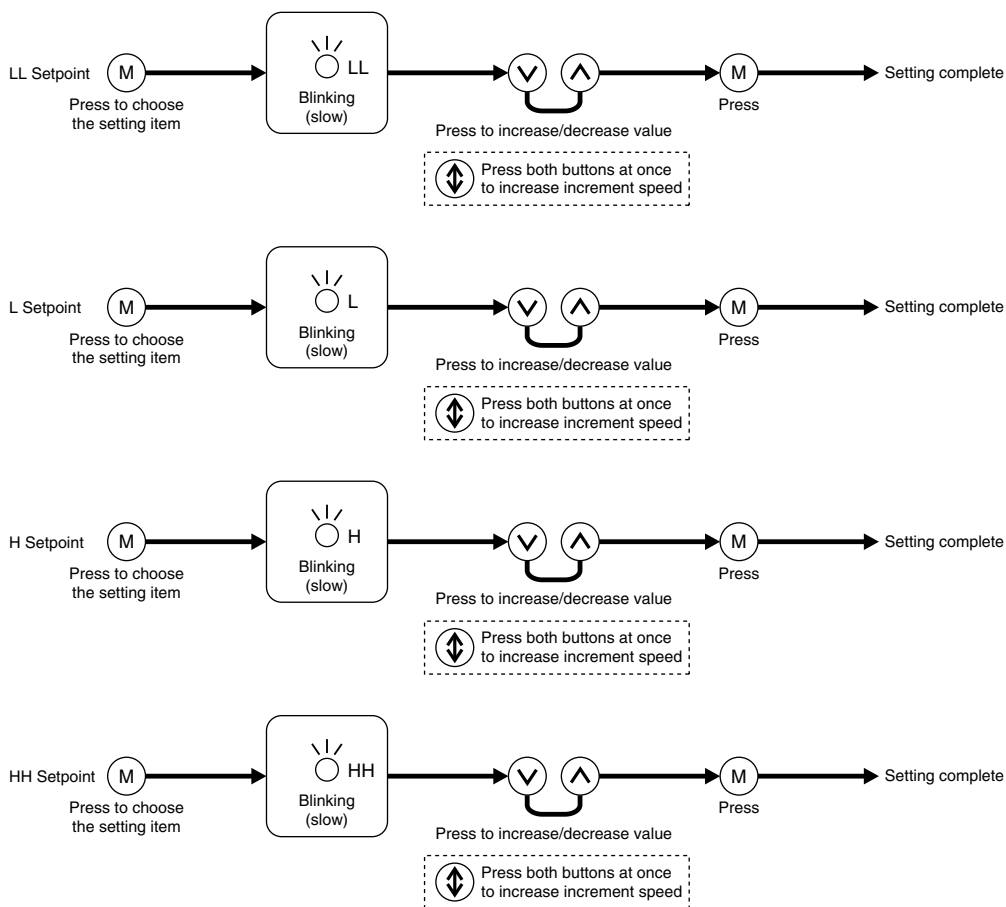 LL Setpoint
M
Press to choose
the setting item
LL
Blinking
(slow)
Press to increase/decrease value
Press both buttons at once
to increase increment speed
M
Press
Setting complete
L Setpoint
M
Press to choose
the setting item
L
Blinking
(slow)
Press to increase/decrease value
Press both buttons at once
to increase increment speed
M
Press
Setting complete
H Setpoint
M
Press to choose
the setting item
H
Blinking
(slow)
Press to increase/decrease value
Press both buttons at once
to increase increment speed
M
Press
Setting complete
HH Setpoint
M
Press to choose
the setting item
HH
Blinking
(slow)
Press to increase/decrease value
Press both buttons at once
to increase increment speed
M
Press
Setting complete